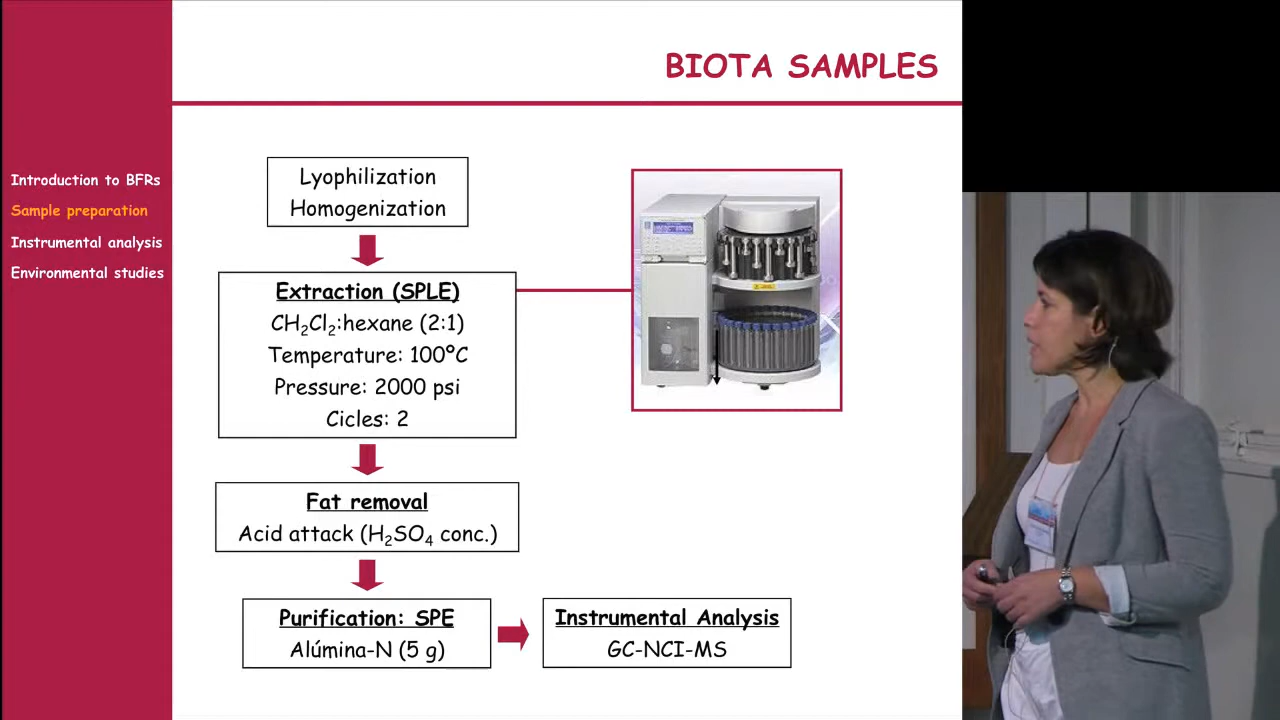 BIOTA SAMPLES
Introduction to BFRs
Sample preparation
Instrumental analysis
Environmental studies
Lyophilization
Homogenization
Extraction (SPLE)
CH₂Cl₂:hexane (2:1)
Temperature: 100ºC
Pressure: 2000 psi
Cicles: 2
Fat removal
Acid attack (H₂SO₄ conc.)
Purification: SPE
Alúmina-N (5 g)
Instrumental Analysis
GC-NCI-MS